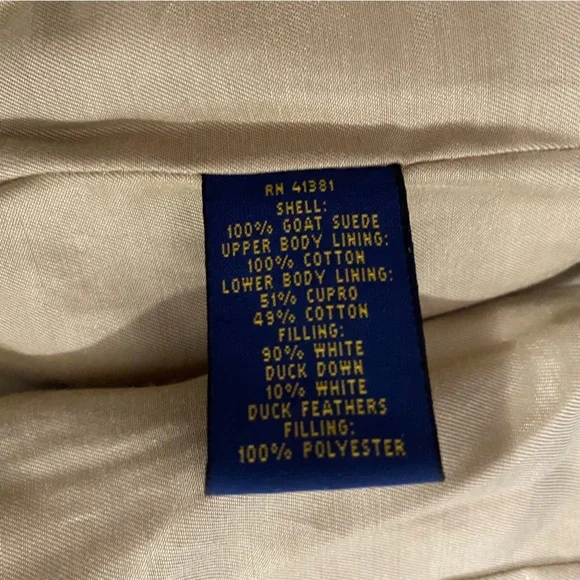 RN 41381
SHELL:
100% GOAT SUEDE
UPPER BODY LINING:
100% COTTON
LOWER BODY LINING:
51% CUPRO
49% COTTON
FILLING:
90% WHITE
DUCK DOWN
10% WHITE
DUCK FEATHERS
FILLING:
100% POLYESTER